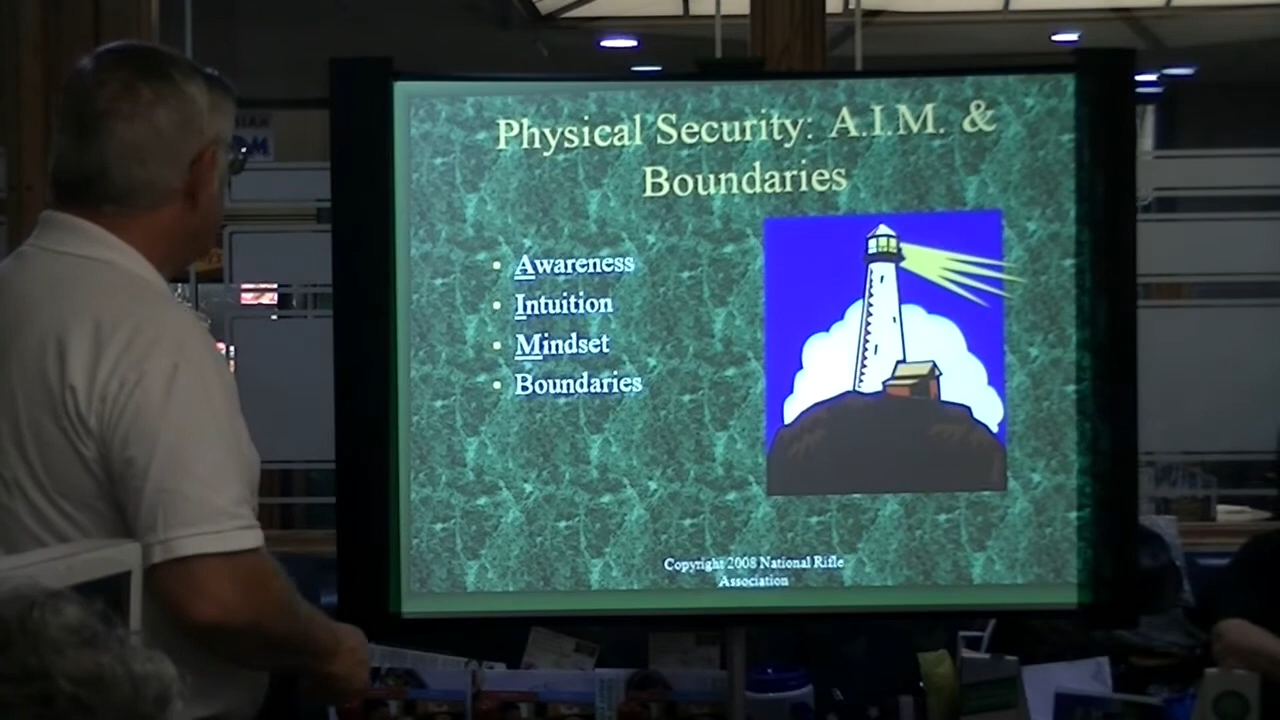 Physical Security: A.I.M. &
Boundaries
• Awareness
• Intuition
• Mindset
• Boundaries
Copyright 2008 National Rifle
Association